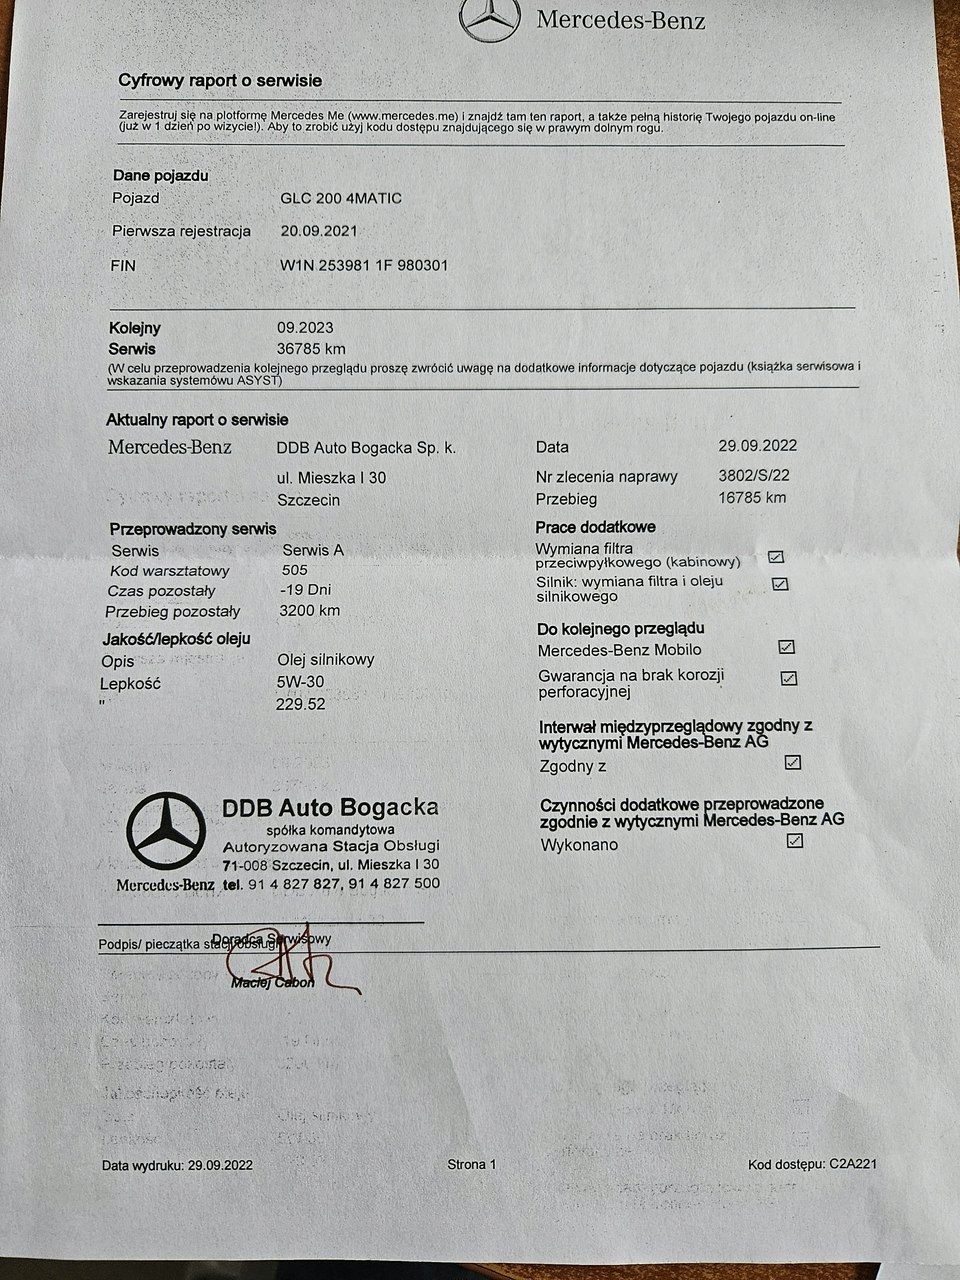 Mercedes-Benz
Cyfrowy raport o serwisie
Zarejestruj się na plotformę Mercedes Me (www.mercedes.me) i znajdź tam ten raport, a także pełną historię Twojego pojazdu on-line
(już w 1 dzień po wizycie!). Aby to zrobić użyj kodu dostępu znajdującego się w prawym dolnym rogu.
Dane pojazdu
Pojazd GLC 200 4MATIC
Pierwsza rejestracja 20.09.2021
FIN W1N 253981 1F 980301
Kolejny 09.2023
Serwis 36785 km
(W celu przeprowadzenia kolejnego przeglądu proszę zwrócić uwagę na dodatkowe informacje dotyczące pojazdu (książka serwisowa i
wskazania systemówu ASYST)
Aktualny raport o serwisie
Mercedes-Benz DDB Auto Bogacka Sp. k.
ul. Mieszka I 30
Szczecin
Data 29.09.2022
Nr zlecenia naprawy 3802/S/22
Przebieg 16785 km
Przeprowadzony serwis
Serwis Serwis A
Kod warsztatowy 505
Czas pozostały -19 Dni
Przebieg pozostały 3200 km
Jakość/lepkość oleju
Opis Olej silnikowy
Lepkość 5W-30
" 229.52
Prace dodatkowe
Wymiana filtra
przeciwpyłkowego (kabinowy)
Silnik: wymiana filtra i oleju
silnikowego
Do kolejnego przeglądu
Mercedes-Benz Mobilo
Gwarancja na brak korozji
perforacyjnej
Interwał międzyprzeglądowy zgodny z
wytycznymi Mercedes-Benz AG
Zgodny z
Czynności dodatkowe przeprowadzone
zgodnie z wytycznymi Mercedes-Benz AG
Wykonano
DDB Auto Bogacka
spółka komandytowa
Autoryzowana Stacja Obsługi
71-008 Szczecin, ul. Mieszka I 30
Mercedes-Benz tel. 91 4 827 827, 91 4 827 500
Doradca Serwisowy
Podpis/ pieczątka stacji obsługi
Maciej Caboń
Data wydruku: 29.09.2022 Strona 1 Kod dostępu: C2A221